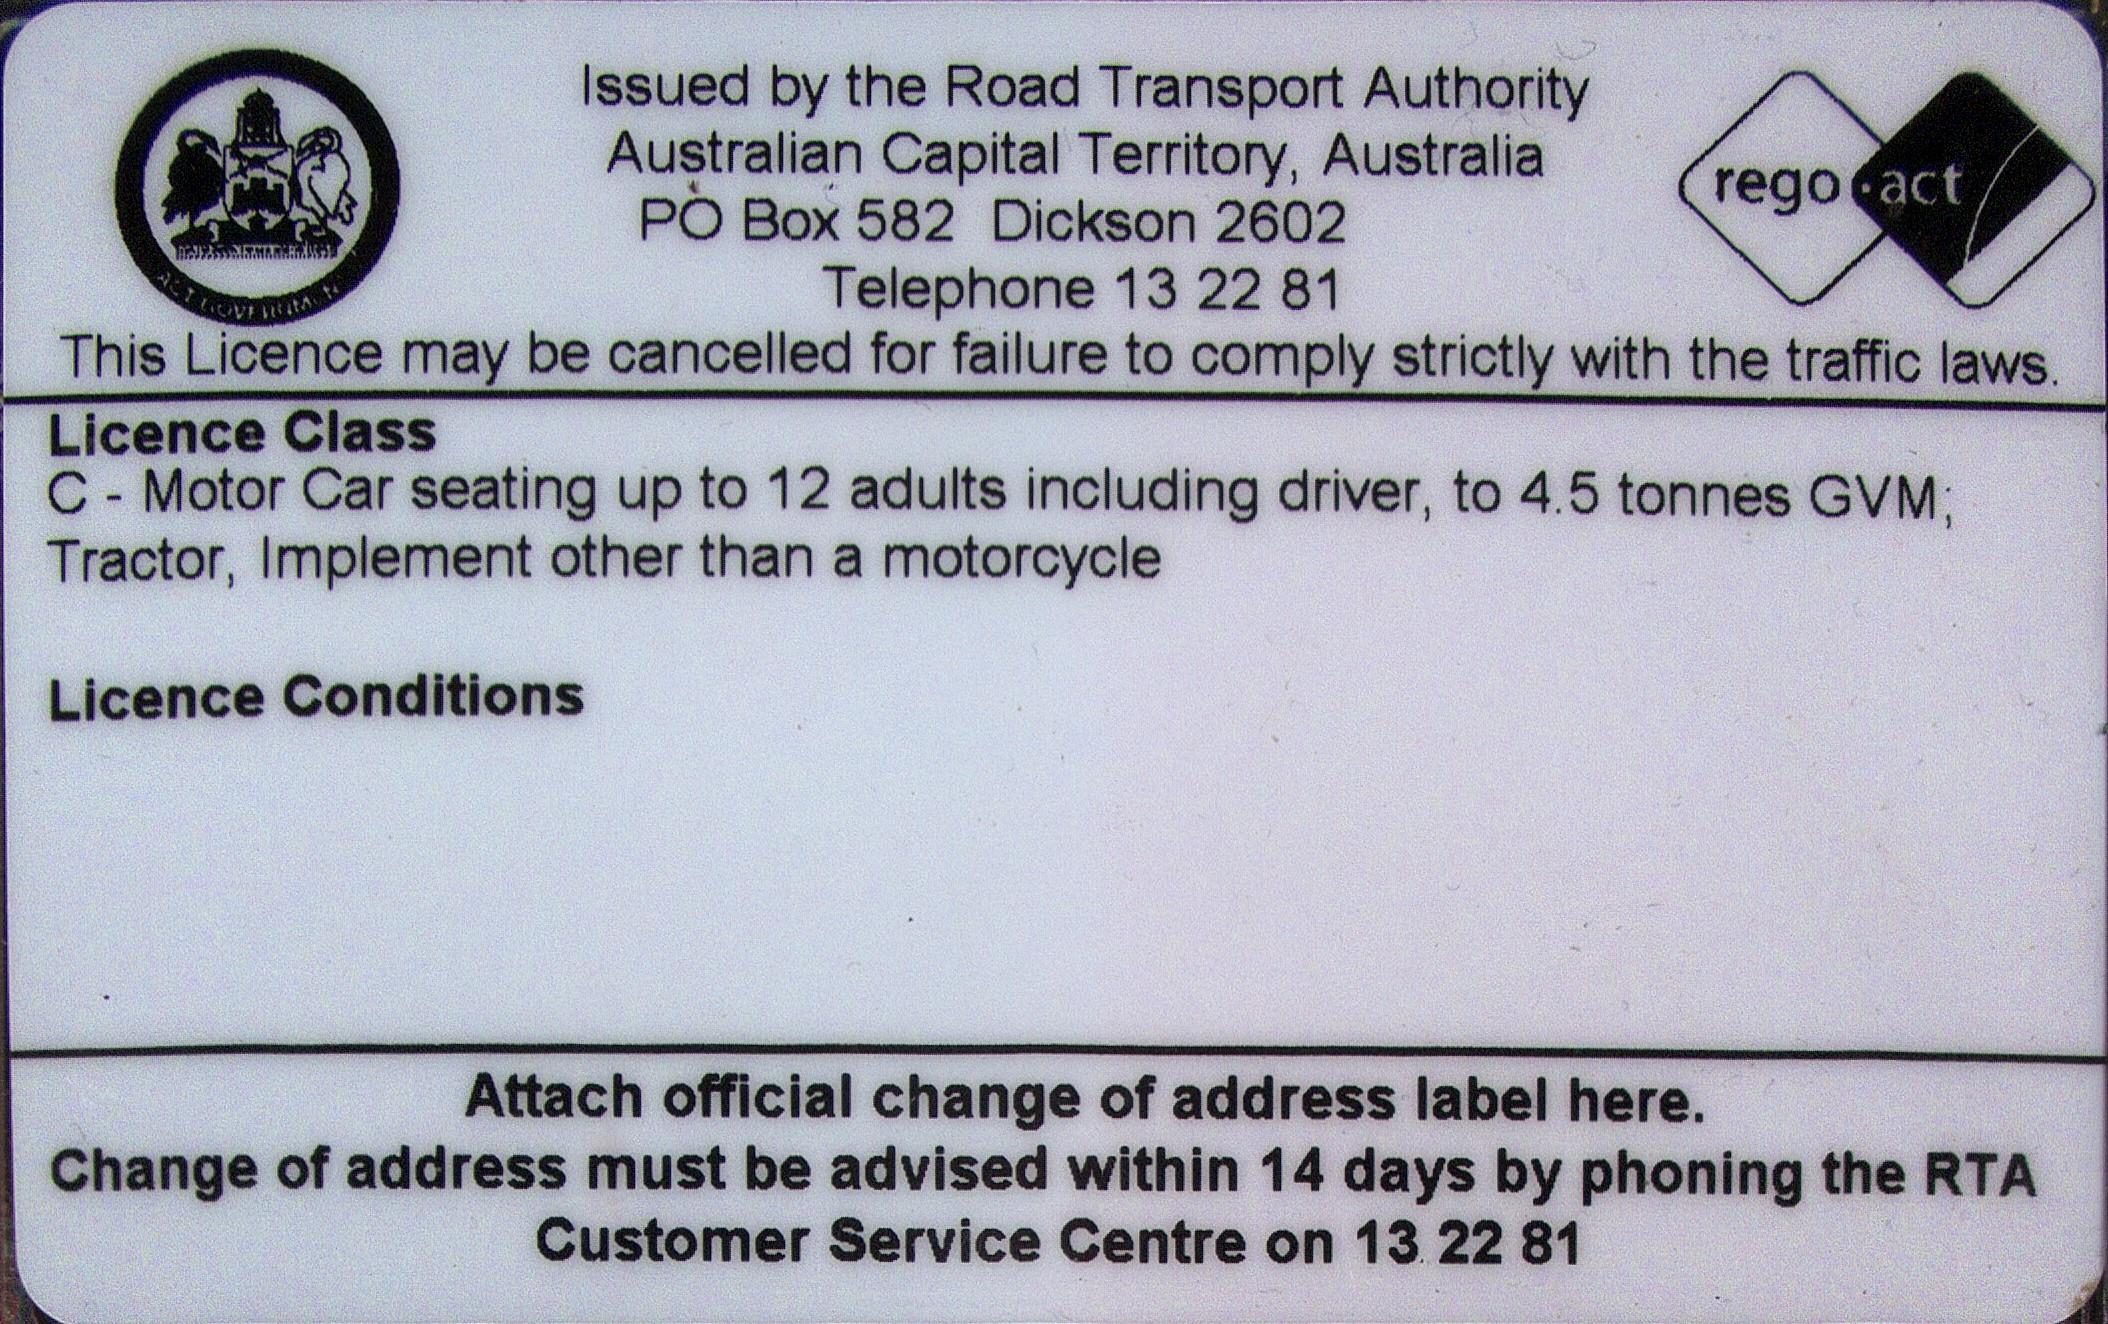 Issued by the Road Transport Authority
Australian Capital Territory, Australia
PO Box 582 Dickson 2602
Telephone 13 22 81
rego·act
ACT GOVERNMENT
This Licence may be cancelled for failure to comply strictly with the traffic laws.
Licence Class
C - Motor Car seating up to 12 adults including driver, to 4.5 tonnes GVM;
Tractor, Implement other than a motorcycle
Licence Conditions
Attach official change of address label here.
Change of address must be advised within 14 days by phoning the RTA
Customer Service Centre on 13 22 81